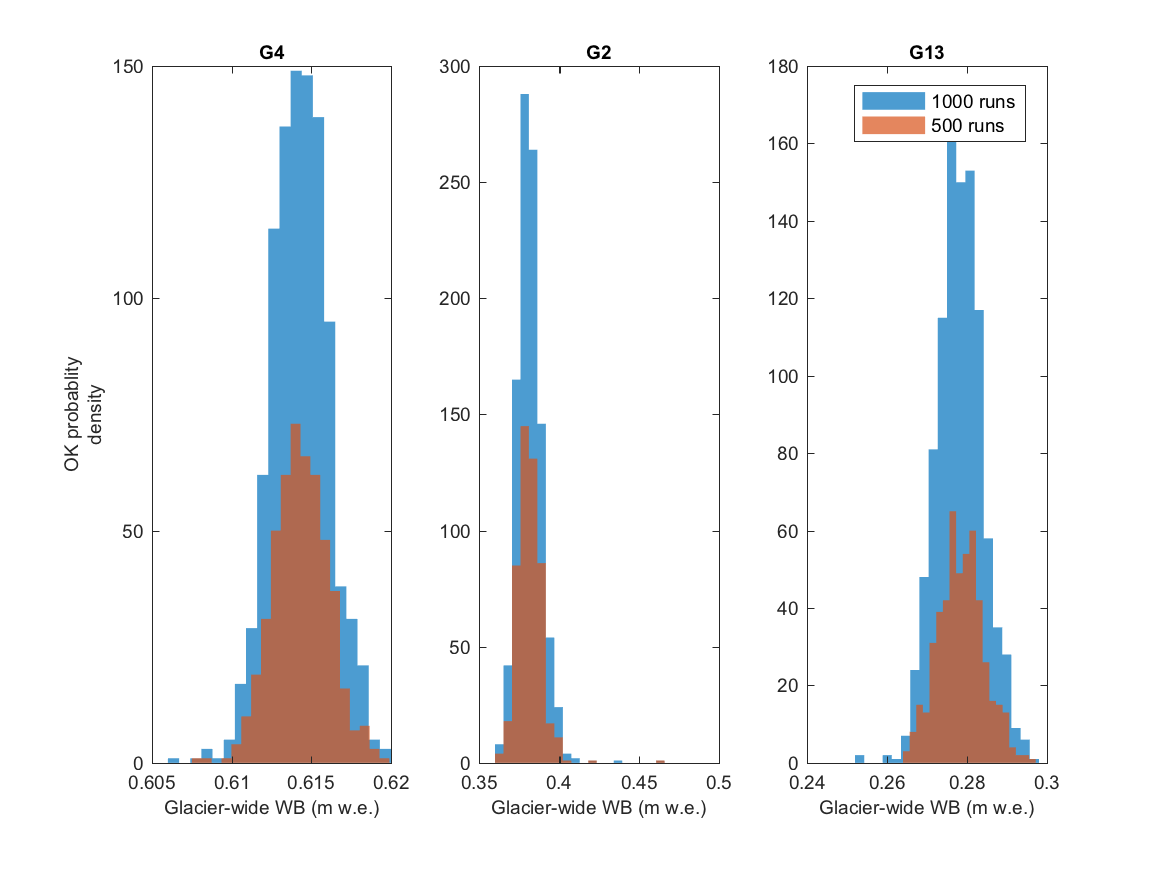 G4
G2
G13
150
100
50
0
300
250
200
150
100
50
0
180
160
140
120
100
80
60
40
20
0
1000 runs
500 runs
OK probablity
density
0.605 0.61 0.615 0.62
0.35 0.4 0.45 0.5
0.24 0.26 0.28 0.3
Glacier-wide WB (m w.e.)
Glacier-wide WB (m w.e.)
Glacier-wide WB (m w.e.)